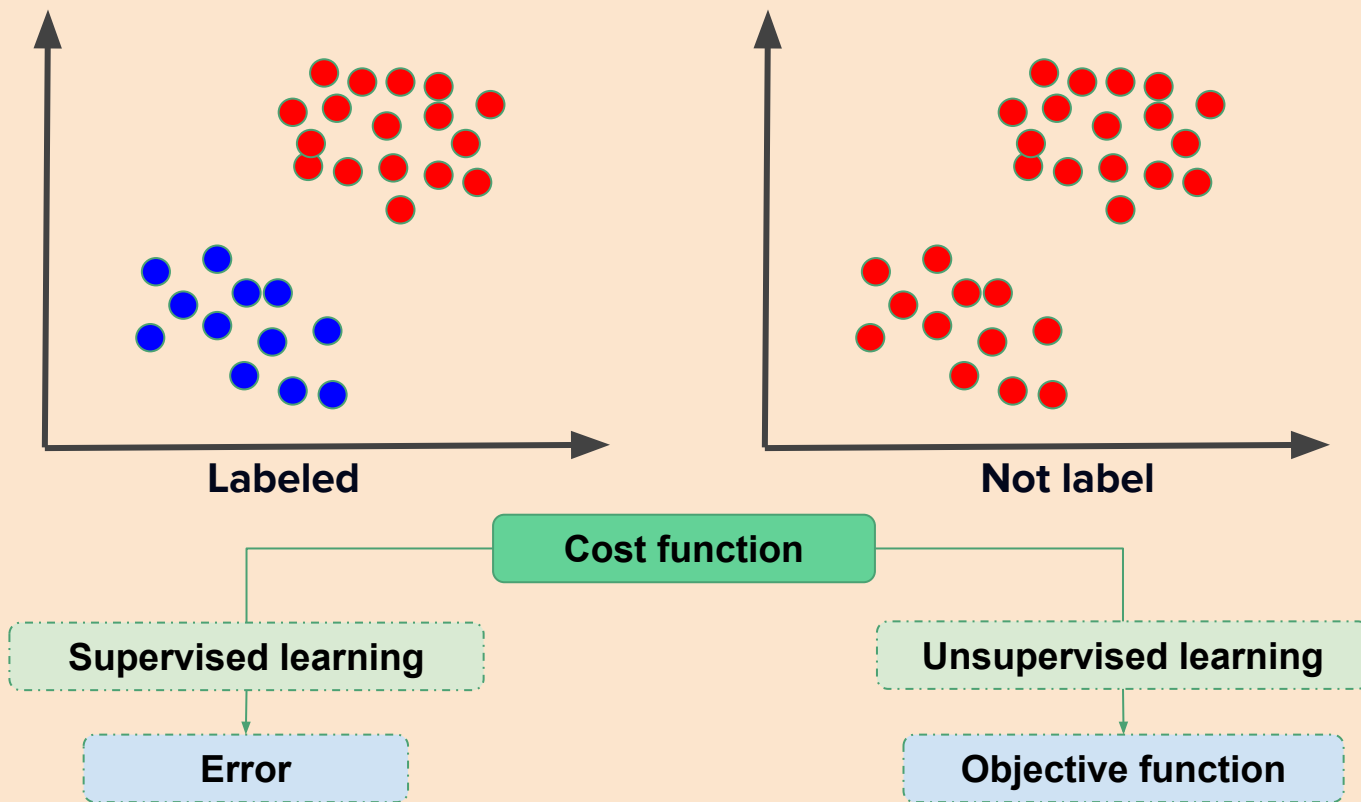 Labeled
Not label
Cost function
Supervised learning
Unsupervised learning
Error
Objective function